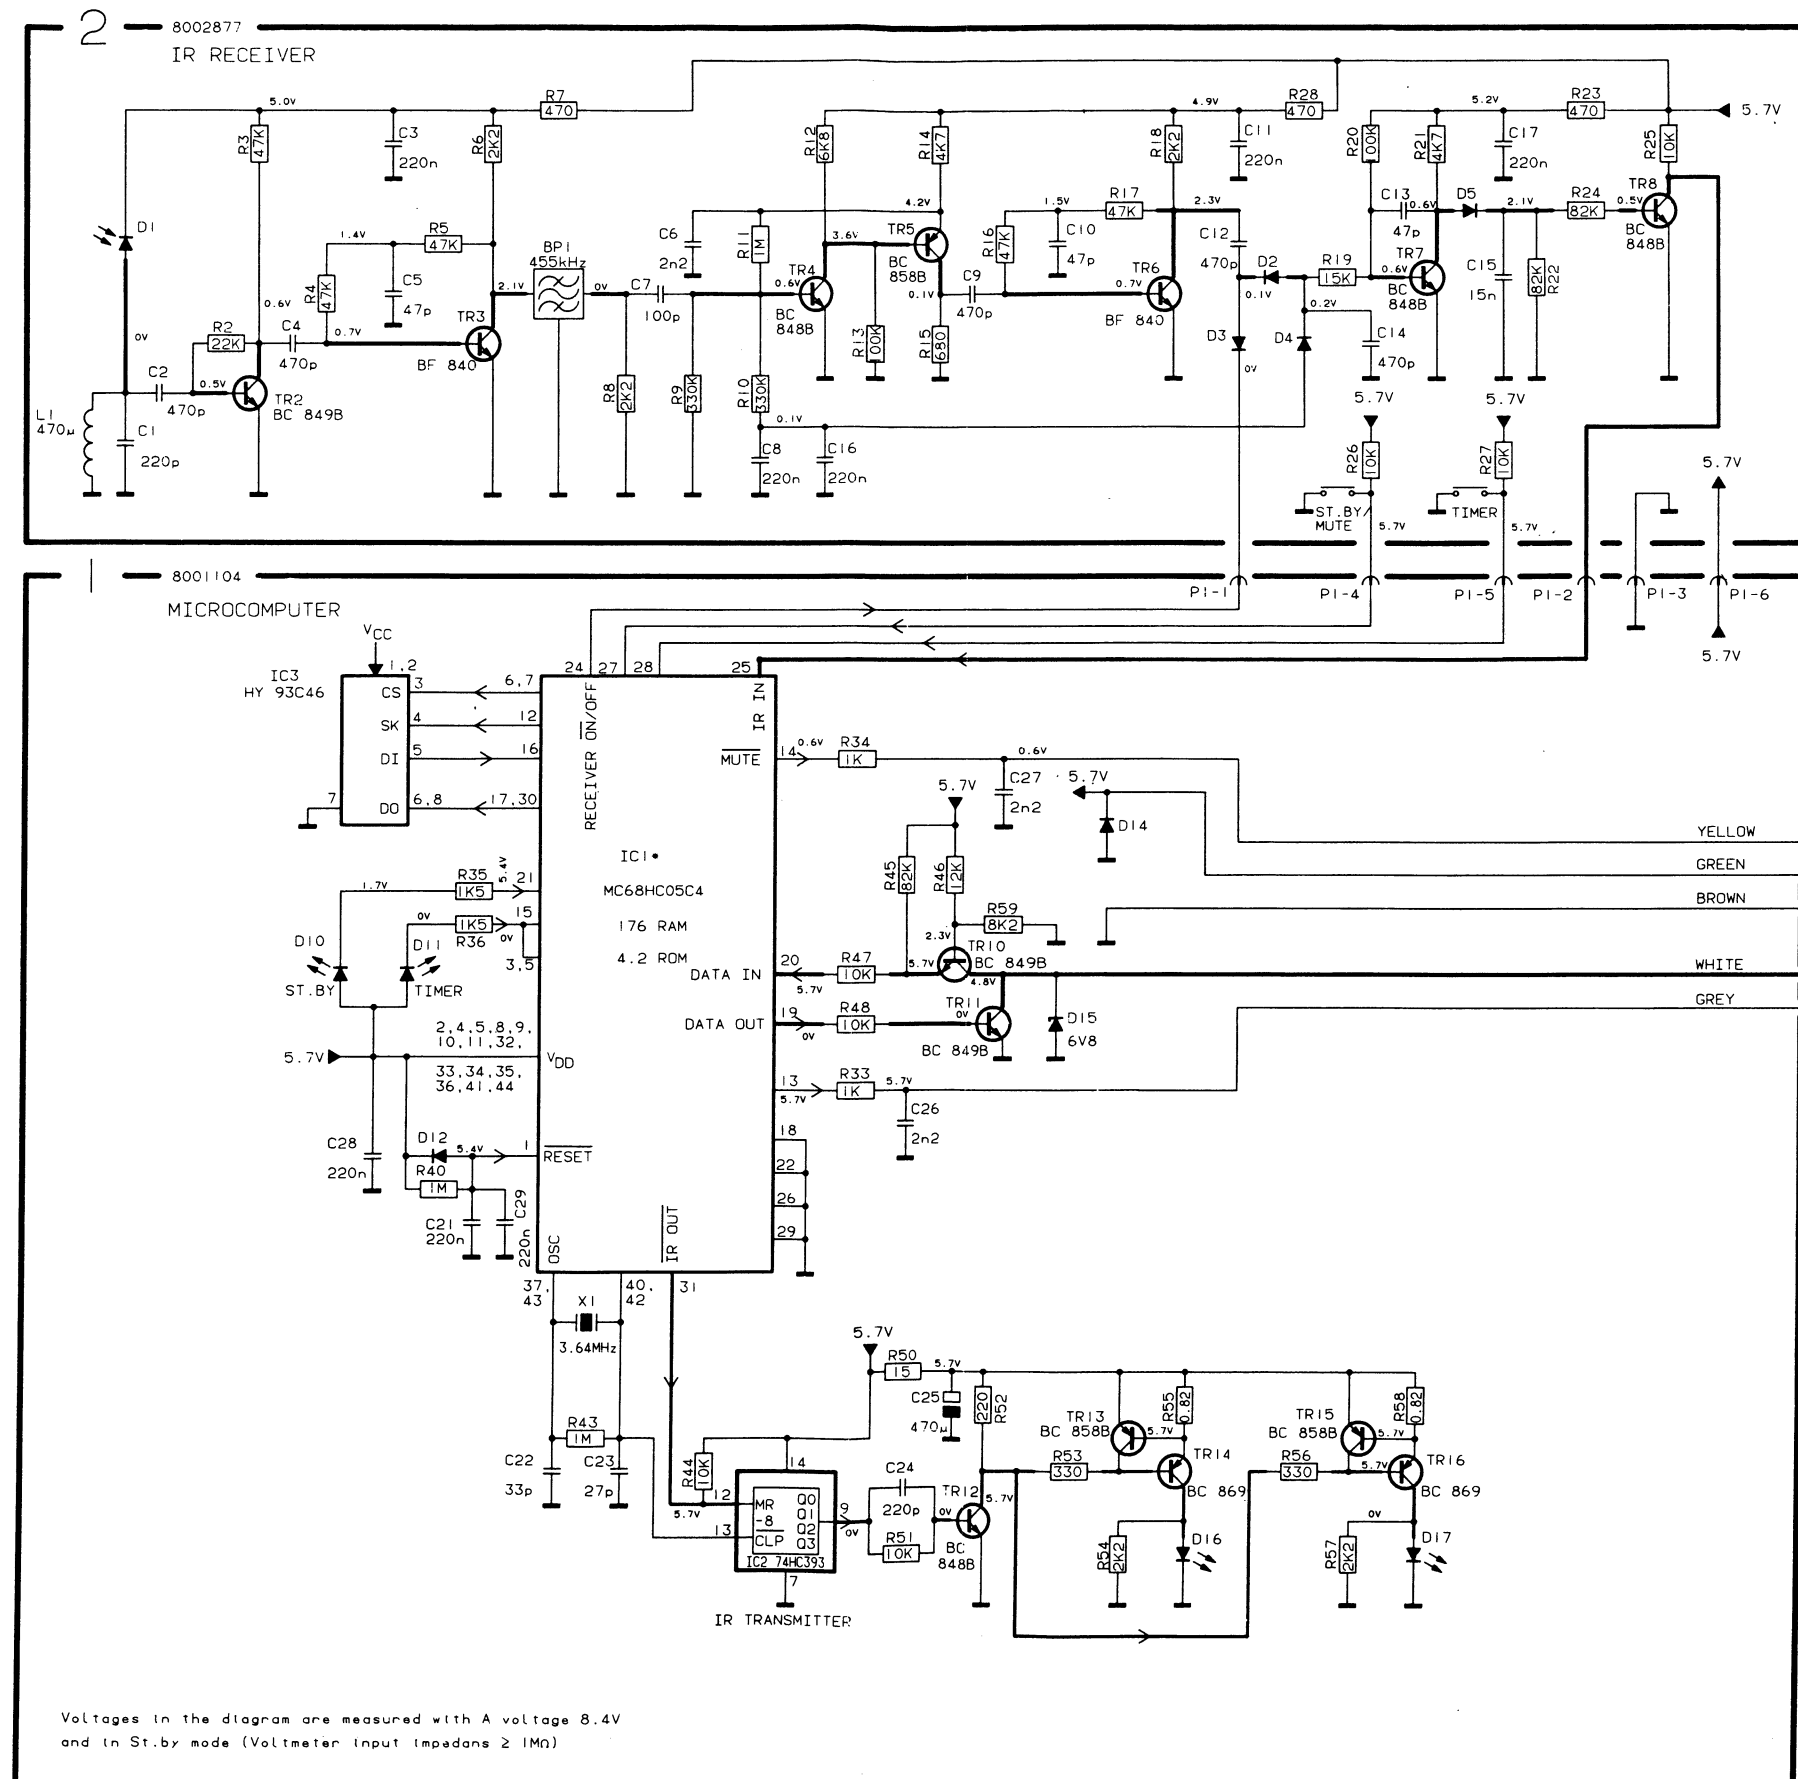 2 8002877
IR RECEIVER
5.0V R7 470
R3 47K
C3 220n
R6 2K2
R12 6K8
R14 4K7
R18 2K2
4.9V
C11 220n
R28 470
R20 100K
R21 4K7
5.2V
C17 220n
R23 470
5.7V
R25 10K
D1
1.4V
R5 47K
C5 47p
R4 47K
BP1
455kHz
2.1V
0V
C6 2n2
R11 1M
4.2V
3.6V
TR5
BC
858B
1.5V
R17 47K
R16 47K
C10 47p
2.3V
C12 470p
C13 47p
0.6V
D5
2.1V
R24 82K
0.5V
TR8
BC
848B
0V
0.6V
R2 22K
C4 470p
0.7V
TR3
BF 840
C7 100p
0.6V
TR4
BC
848B
R13 100K
0.1V
C9 470p
R15 680
0.7V
TR6
BF 840
D2
0.1V
R19 15K
0.2V
0.6V
TR7
BC
848B
C15 15n
R22 82K
D3
0V
D4
C14 470p
C2 470p
0.5V
TR2
BC 849B
L1
470µ
C1 220p
R8 2K2
R9 330K
R10 330K
0.1V
C8 220n
C16 220n
5.7V
R26 10K
5.7V
R27 10K
ST.BY/
MUTE
5.7V
TIMER
5.7V
5.7V
1 8001104
MICROCOMPUTER
P1-1 P1-4 P1-5 P1-2 P1-3 P1-6
5.7V
VCC
1,2
IC3
HY 93C46
CS 3 6,7
SK 4 12
DI 5 16
7 DO 6,8 17,30
24 27 28 25
RECEIVER ON/OFF
IR IN
MUTE 14 0.6V R34 1K 0.6V
C27 2n2
5.7V
D14
5.7V
YELLOW
GREEN
BROWN
WHITE
GREY
IC1*
MC68HC05C4
176 RAM
4.2 ROM
1.7V R35 1K5 5.4V 21
0V 1K5 R36 0V 15
3,5
D10
ST.BY
D11
TIMER
R45 82K
R46 12K
R59 8K2
2.3V
TR10
BC 849B
DATA IN 20 5.7V R47 10K 5.7V
4.8V
DATA OUT 19 0V R48 10K
TR11
0V
BC 849B
D15
6V8
2,4,5,8,9,
10,11,32,
5.7V VDD
33,34,35,
36,41,44
13 5.7V R33 1K 5.7V
C26 2n2
C28 220n
D12 5.4V 1 RESET
R40 1M
C21 220n
C29 220n
18
22
26
29
OSC
IR OUT
37,
43
40,
42
31
X1
3.64MHz
R43 1M
C22 33p
C23 27p
5.7V
R50 15
5.7V
C25 470µ
R52 220
R44 10K
5.7V
14
12 MR
-8
13 CLP
Q0
Q1
Q2
Q3
IC2 74HC393
7
9
0V
IR TRANSMITTER
C24 220p
R51 10K
0V
TR12
5.7V
BC
848B
R53 330
TR13
BC 858B
5.7V
R55 0.82
TR14
BC 869
R54 2K2
D16
R56 330
TR15
BC 858B
5.7V
5.7V
R58 0.82
TR16
BC 869
0V
R57 2K2
D17
Voltages in the diagram are measured with A voltage 8.4V
and in St.by mode (Voltmeter input impedans ≥ 1MΩ)